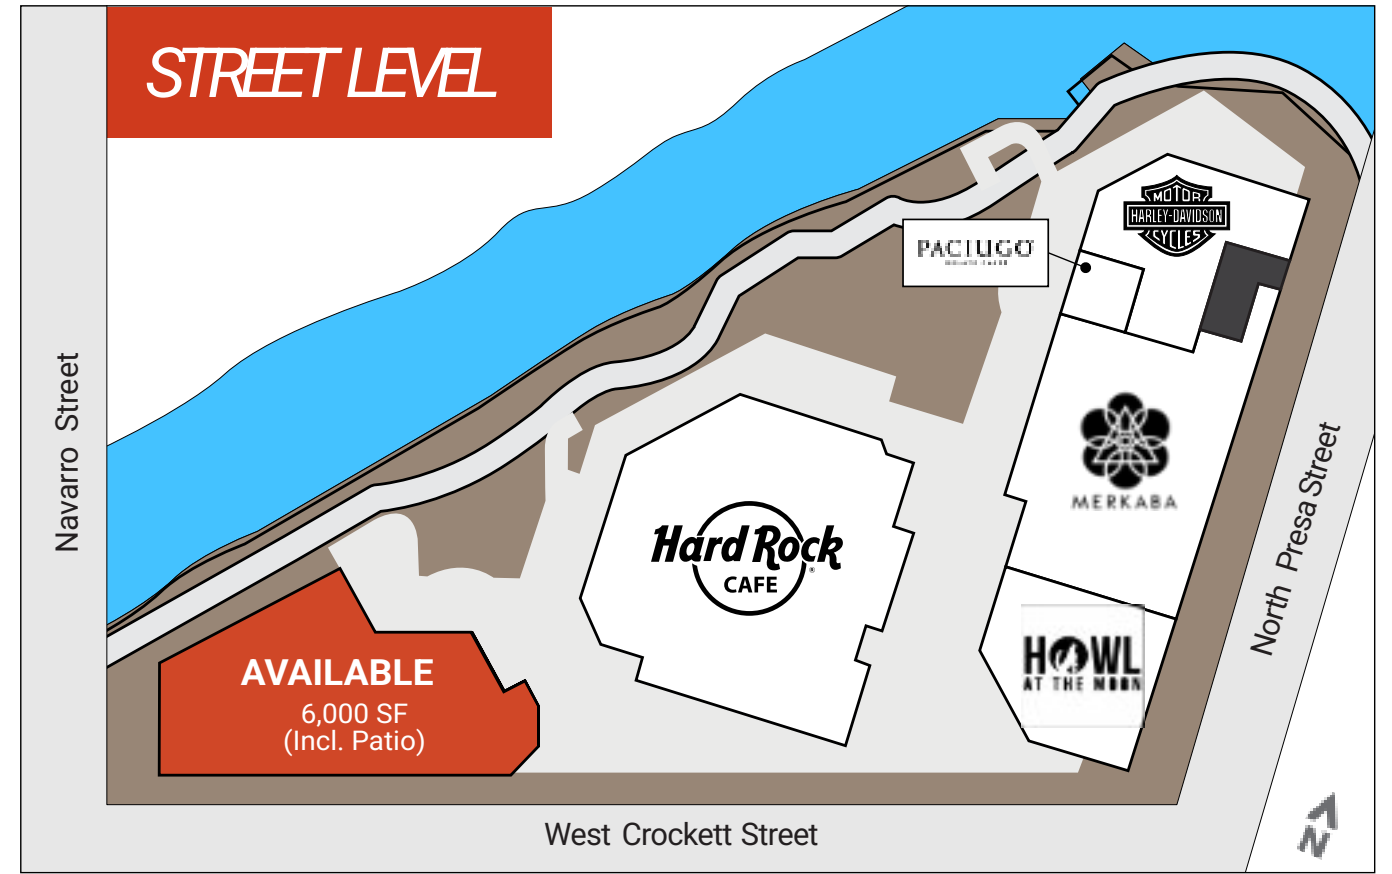 STREET LEVEL
MOTOR
HARLEY-DAVIDSON
CYCLES
PACIUGO
Navarro Street
MERKABA
North Presa Street
Hard Rock
CAFE
®
HOWL
AT THE MOON
AVAILABLE
6,000 SF
(Incl. Patio)
West Crockett Street
N